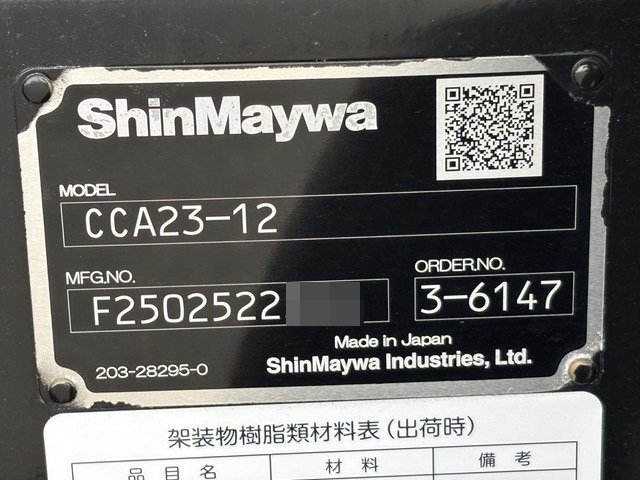 ShinMaywa
MODEL
CCA23-12
MFG.NO.
F2502522
ORDER.NO.
3-6147
Made in Japan
203-28295-0
ShinMaywa Industries, Ltd.
架装物樹脂類材料表(出荷時)
品目名 材料 備考